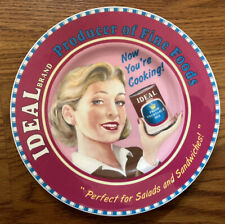 IDEAL BRAND
Producer of Fine Foods
Now
You're
Cooking!
IDEAL
"Perfect for Salads and Sandwiches!"